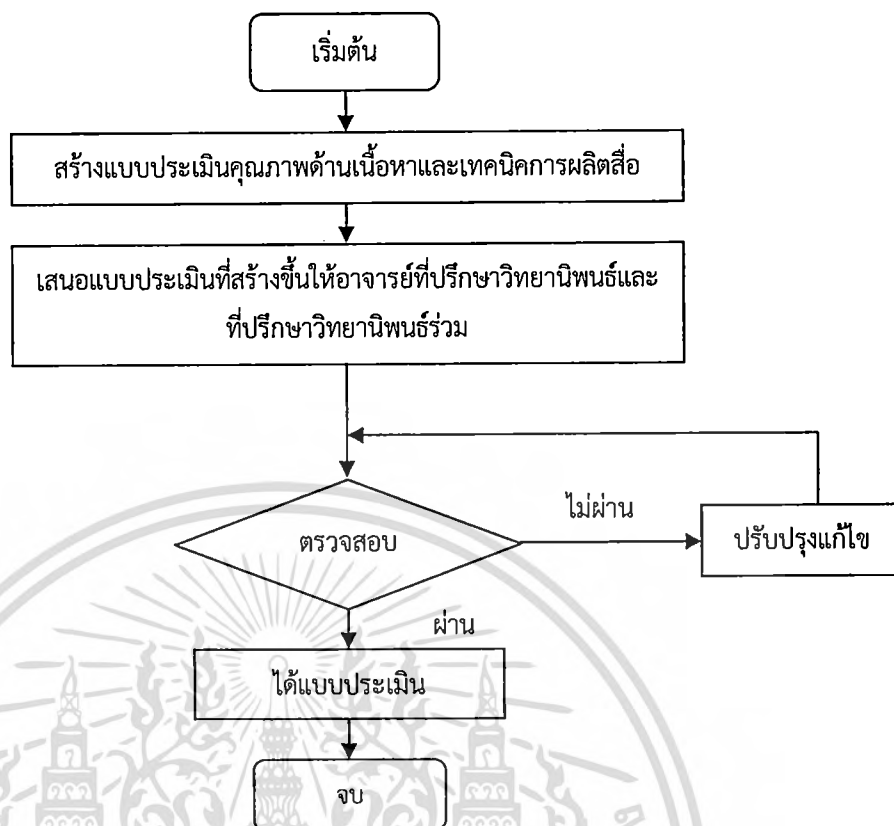 เริ่มต้น
สร้างแบบประเมินคุณภาพด้านเนื้อหาและเทคนิคการผลิตสื่อ
เสนอแบบประเมินที่สร้างขึ้นให้อาจารย์ที่ปรึกษาวิทยานิพนธ์และ
ที่ปรึกษาวิทยานิพนธ์ร่วม
ตรวจสอบ
ไม่ผ่าน
ปรับปรุงแก้ไข
ผ่าน
ได้แบบประเมิน
จบ